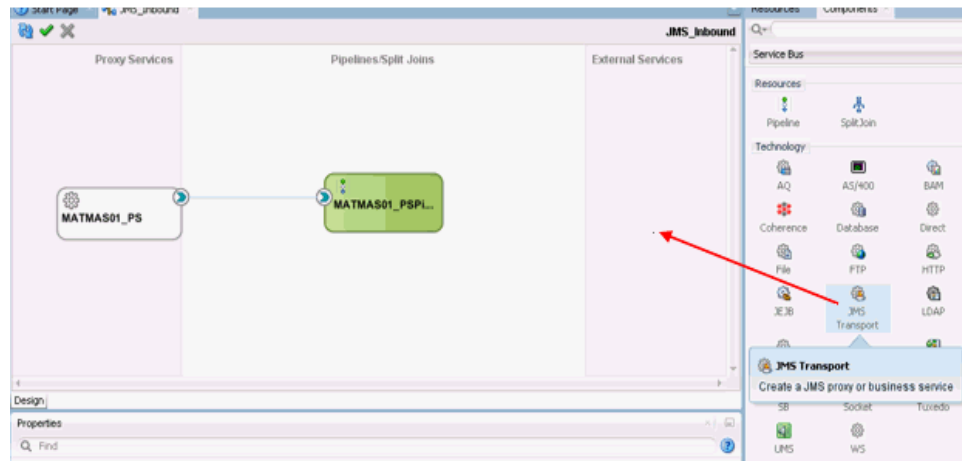 Start Page
JMS_Inbound
Resources
Components
JMS_Inbound
Service Bus
Proxy Services
Pipelines/Split Joins
External Services
Resources
Pipeline
SplitJoin
Technology
AQ
AS/400
BAM
Coherence
Database
Direct
MATMAS01_PS
MATMAS01_PSPi...
File
FTP
HTTP
JEJB
JMS
Transport
LDAP
JMS Transport
Create a JMS proxy or business service
SB
Socket
Tuxedo
UMS
WS
Design
Properties
Find